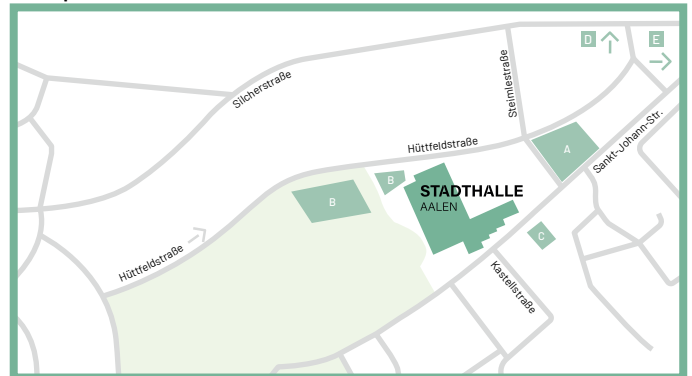 D
E
Silcherstraße
Steimlestraße
Hüttfeldstraße
Sankt-Johann-Str.
A
B
B
STADTHALLE
AALEN
C
Hüttfeldstraße
Kastellstraße